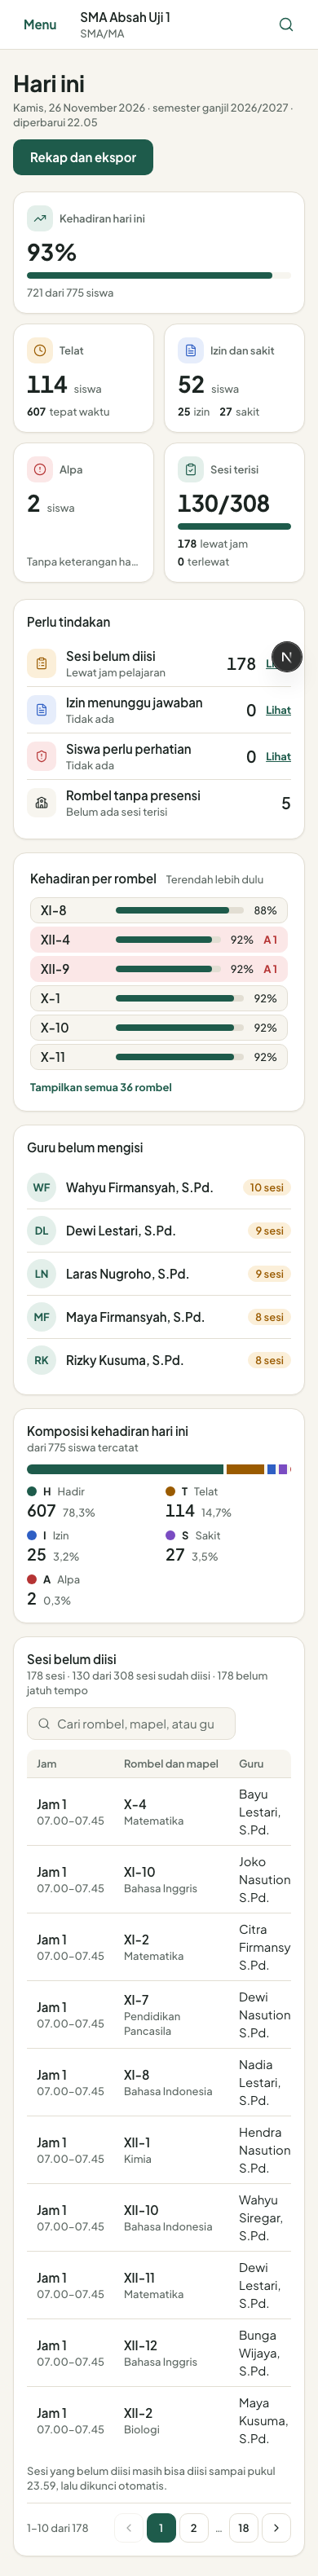 Menu
SMA Absah Uji 1
SMA/MA
Hari ini
Kamis, 26 November 2026 · semester ganjil 2026/2027 ·
diperbarui 22.05
Rekap dan ekspor
Kehadiran hari ini
93%
721 dari 775 siswa
Telat
114 siswa
607 tepat waktu
Izin dan sakit
52 siswa
25 izin 27 sakit
Alpa
2 siswa
Tanpa keterangan ha...
Sesi terisi
130/308
178 lewat jam
0 terlewat
Perlu tindakan
Sesi belum diisi
Lewat jam pelajaran
178
N
Izin menunggu jawaban
Tidak ada
0 Lihat
Siswa perlu perhatian
Tidak ada
0 Lihat
Rombel tanpa presensi
Belum ada sesi terisi
5
Kehadiran per rombel Terendah lebih dulu
XI-8 88%
XII-4 92% A 1
XII-9 92% A 1
X-1 92%
X-10 92%
X-11 92%
Tampilkan semua 36 rombel
Guru belum mengisi
WF Wahyu Firmansyah, S.Pd. 10 sesi
DL Dewi Lestari, S.Pd. 9 sesi
LN Laras Nugroho, S.Pd. 9 sesi
MF Maya Firmansyah, S.Pd. 8 sesi
RK Rizky Kusuma, S.Pd. 8 sesi
Komposisi kehadiran hari ini
dari 775 siswa tercatat
H Hadir
607 78,3%
T Telat
114 14,7%
I Izin
25 3,2%
S Sakit
27 3,5%
A Alpa
2 0,3%
Sesi belum diisi
178 sesi · 130 dari 308 sesi sudah diisi · 178 belum
jatuh tempo
Cari rombel, mapel, atau gu
Jam Rombel dan mapel Guru
Jam 1
07.00–07.45
X-4
Matematika
Bayu
Lestari,
S.Pd.
Jam 1
07.00–07.45
XI-10
Bahasa Inggris
Joko
Nasution
S.Pd.
Jam 1
07.00–07.45
XI-2
Matematika
Citra
Firmansy
S.Pd.
Jam 1
07.00–07.45
XI-7
Pendidikan
Pancasila
Dewi
Nasution
S.Pd.
Jam 1
07.00–07.45
XI-8
Bahasa Indonesia
Nadia
Lestari,
S.Pd.
Jam 1
07.00–07.45
XII-1
Kimia
Hendra
Nasution
S.Pd.
Jam 1
07.00–07.45
XII-10
Bahasa Indonesia
Wahyu
Siregar,
S.Pd.
Jam 1
07.00–07.45
XII-11
Matematika
Dewi
Lestari,
S.Pd.
Jam 1
07.00–07.45
XII-12
Bahasa Inggris
Bunga
Wijaya,
S.Pd.
Jam 1
07.00–07.45
XII-2
Biologi
Maya
Kusuma,
S.Pd.
Sesi yang belum diisi masih bisa diisi sampai pukul
23.59, lalu dikunci otomatis.
1–10 dari 178
1 2 ... 18